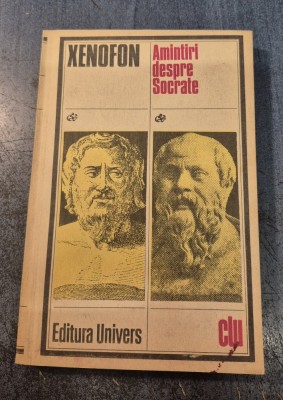 XENOFON
Amintiri
despre
Socrate
Editura Univers
clu